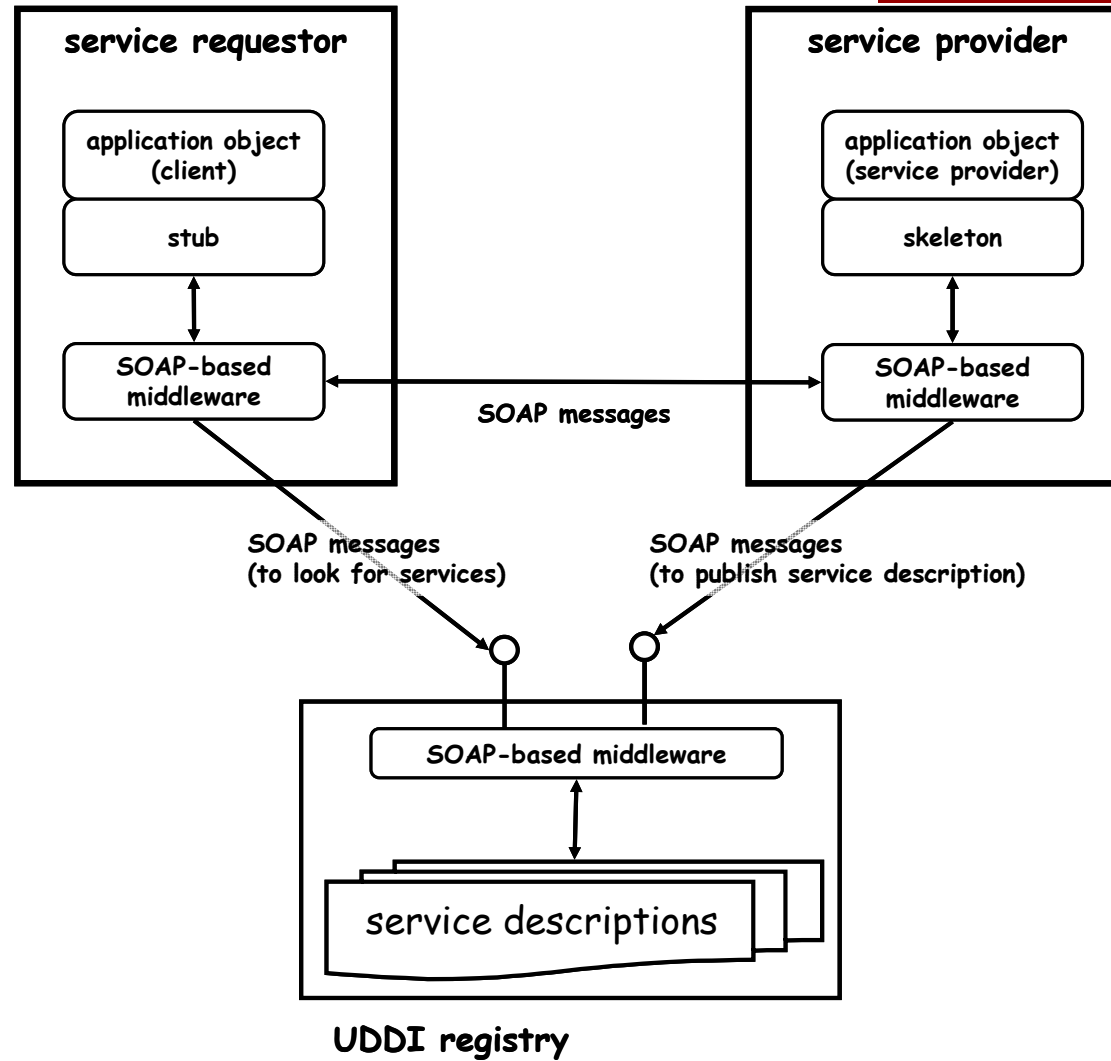 service requestor
service provider
application object
(client)
application object
(service provider)
stub
skeleton
SOAP-based
middleware
SOAP-based
middleware
SOAP messages
SOAP messages
(to look for services)
SOAP messages
(to publish service description)
SOAP-based middleware
service descriptions
UDDI registry